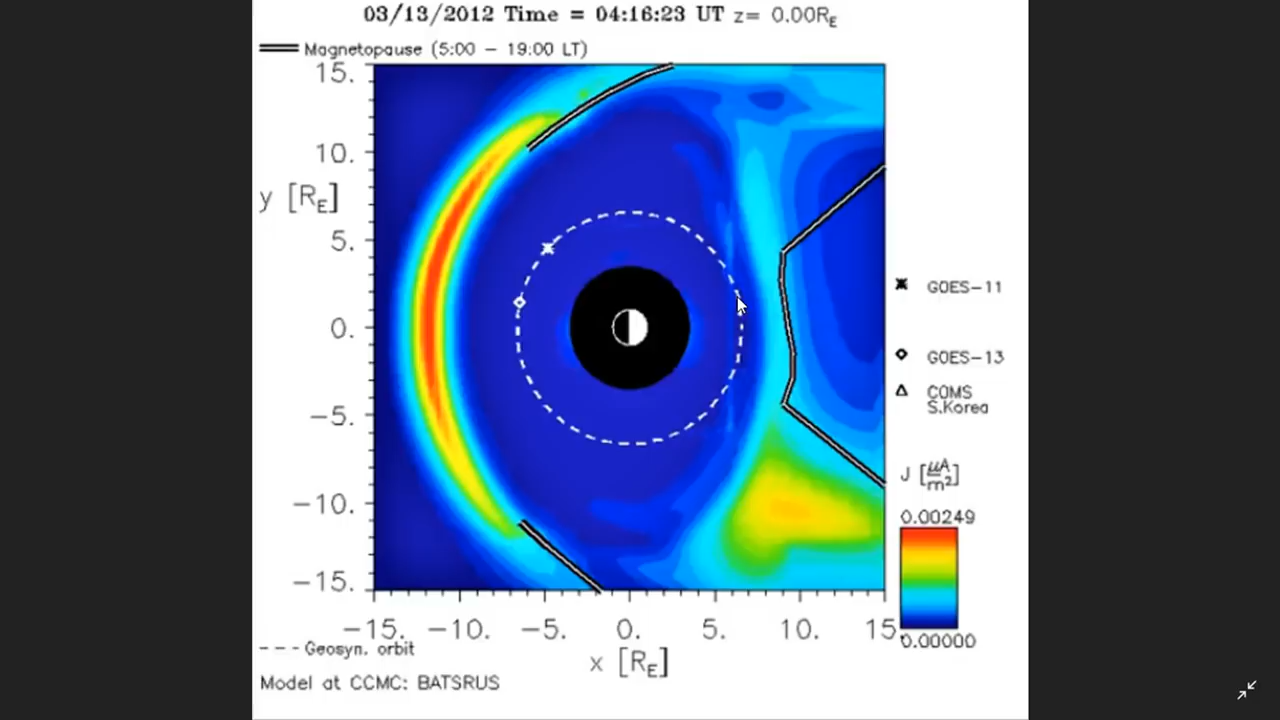 03/13/2012 Time = 04:16:23 UT z= 0.00R_E
Magnetopause (5:00 – 19:00 LT)
15.
10.
y [R_E]
5.
0.
−5.
−10.
−15.
−15. −10. −5. 0. 5. 10. 15.
x [R_E]
GOES−11
GOES−13
COMS
S.Korea
J [μA/m²]
0.00249
0.00000
--- Geosyn. orbit
Model at CCMC: BATSRUS